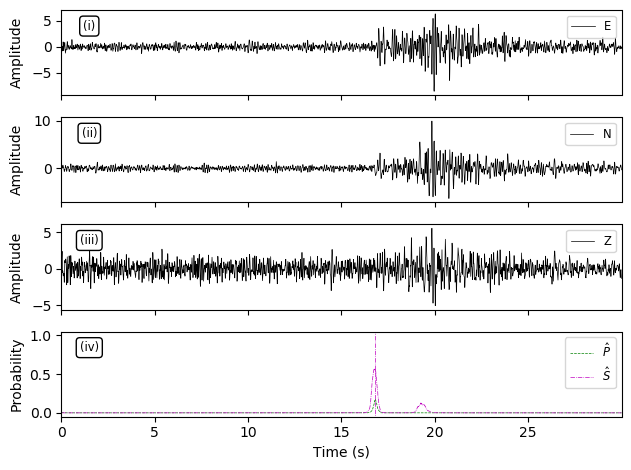 (i)
E
Amplitude
5
0
−5
(ii)
N
Amplitude
10
0
(iii)
Z
Amplitude
5
0
−5
(iv)
P̂
Ŝ
Probability
1.0
0.5
0.0
0 5 10 15 20 25
Time (s)